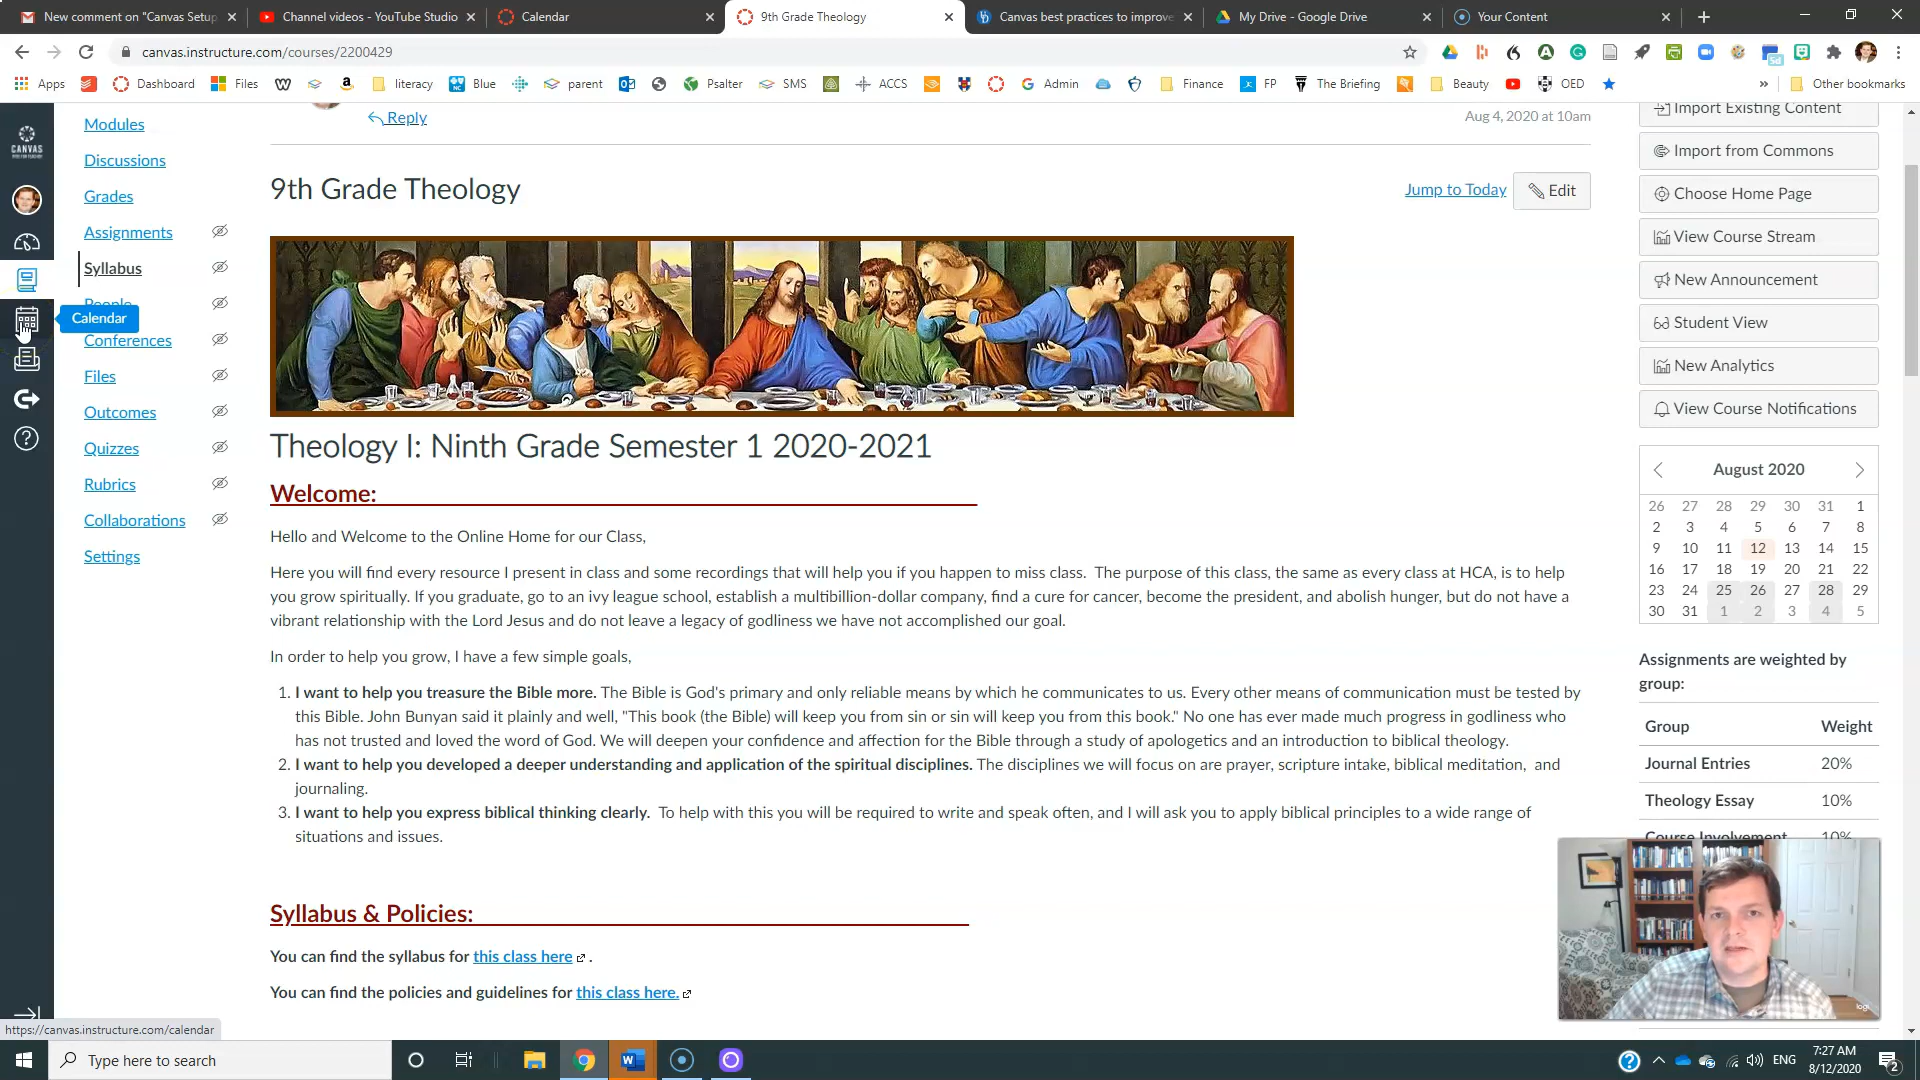 New comment on "Canvas Setup
Channel videos - YouTube Studio
Calendar
9th Grade Theology
Canvas best practices to improve
My Drive - Google Drive
Your Content
canvas.instructure.com/courses/2200429
Apps
Dashboard
Files
literacy
Blue
parent
Psalter
SMS
ACCS
Admin
Finance
FP
The Briefing
Beauty
OED
»
Other bookmarks
CANVAS
Modules
Discussions
Grades
Assignments
Syllabus
People
Calendar
Conferences
Files
Outcomes
Quizzes
Rubrics
Collaborations
Settings
Reply
Aug 4, 2020 at 10am
9th Grade Theology
Jump to Today
Edit
Theology I: Ninth Grade Semester 1 2020-2021
Welcome:
Hello and Welcome to the Online Home for our Class,
Here you will find every resource I present in class and some recordings that will help you if you happen to miss class. The purpose of this class, the same as every class at HCA, is to help
you grow spiritually. If you graduate, go to an ivy league school, establish a multibillion-dollar company, find a cure for cancer, become the president, and abolish hunger, but do not have a
vibrant relationship with the Lord Jesus and do not leave a legacy of godliness we have not accomplished our goal.
In order to help you grow, I have a few simple goals,
1. I want to help you treasure the Bible more. The Bible is God's primary and only reliable means by which he communicates to us. Every other means of communication must be tested by
this Bible. John Bunyan said it plainly and well, "This book (the Bible) will keep you from sin or sin will keep you from this book." No one has ever made much progress in godliness who
has not trusted and loved the word of God. We will deepen your confidence and affection for the Bible through a study of apologetics and an introduction to biblical theology.
2. I want to help you developed a deeper understanding and application of the spiritual disciplines. The disciplines we will focus on are prayer, scripture intake, biblical meditation, and
journaling.
3. I want to help you express biblical thinking clearly. To help with this you will be required to write and speak often, and I will ask you to apply biblical principles to a wide range of
situations and issues.
Syllabus & Policies:
You can find the syllabus for this class here .
You can find the policies and guidelines for this class here.
Import Existing Content
Import from Commons
Choose Home Page
View Course Stream
New Announcement
Student View
New Analytics
View Course Notifications
August 2020
26 27 28 29 30 31 1
2 3 4 5 6 7 8
9 10 11 12 13 14 15
16 17 18 19 20 21 22
23 24 25 26 27 28 29
30 31 1 2 3 4 5
Assignments are weighted by
group:
Group Weight
Journal Entries 20%
Theology Essay 10%
Course Involvement 10%
logi
https://canvas.instructure.com/calendar
Type here to search
ENG
7:27 AM
8/12/2020
2